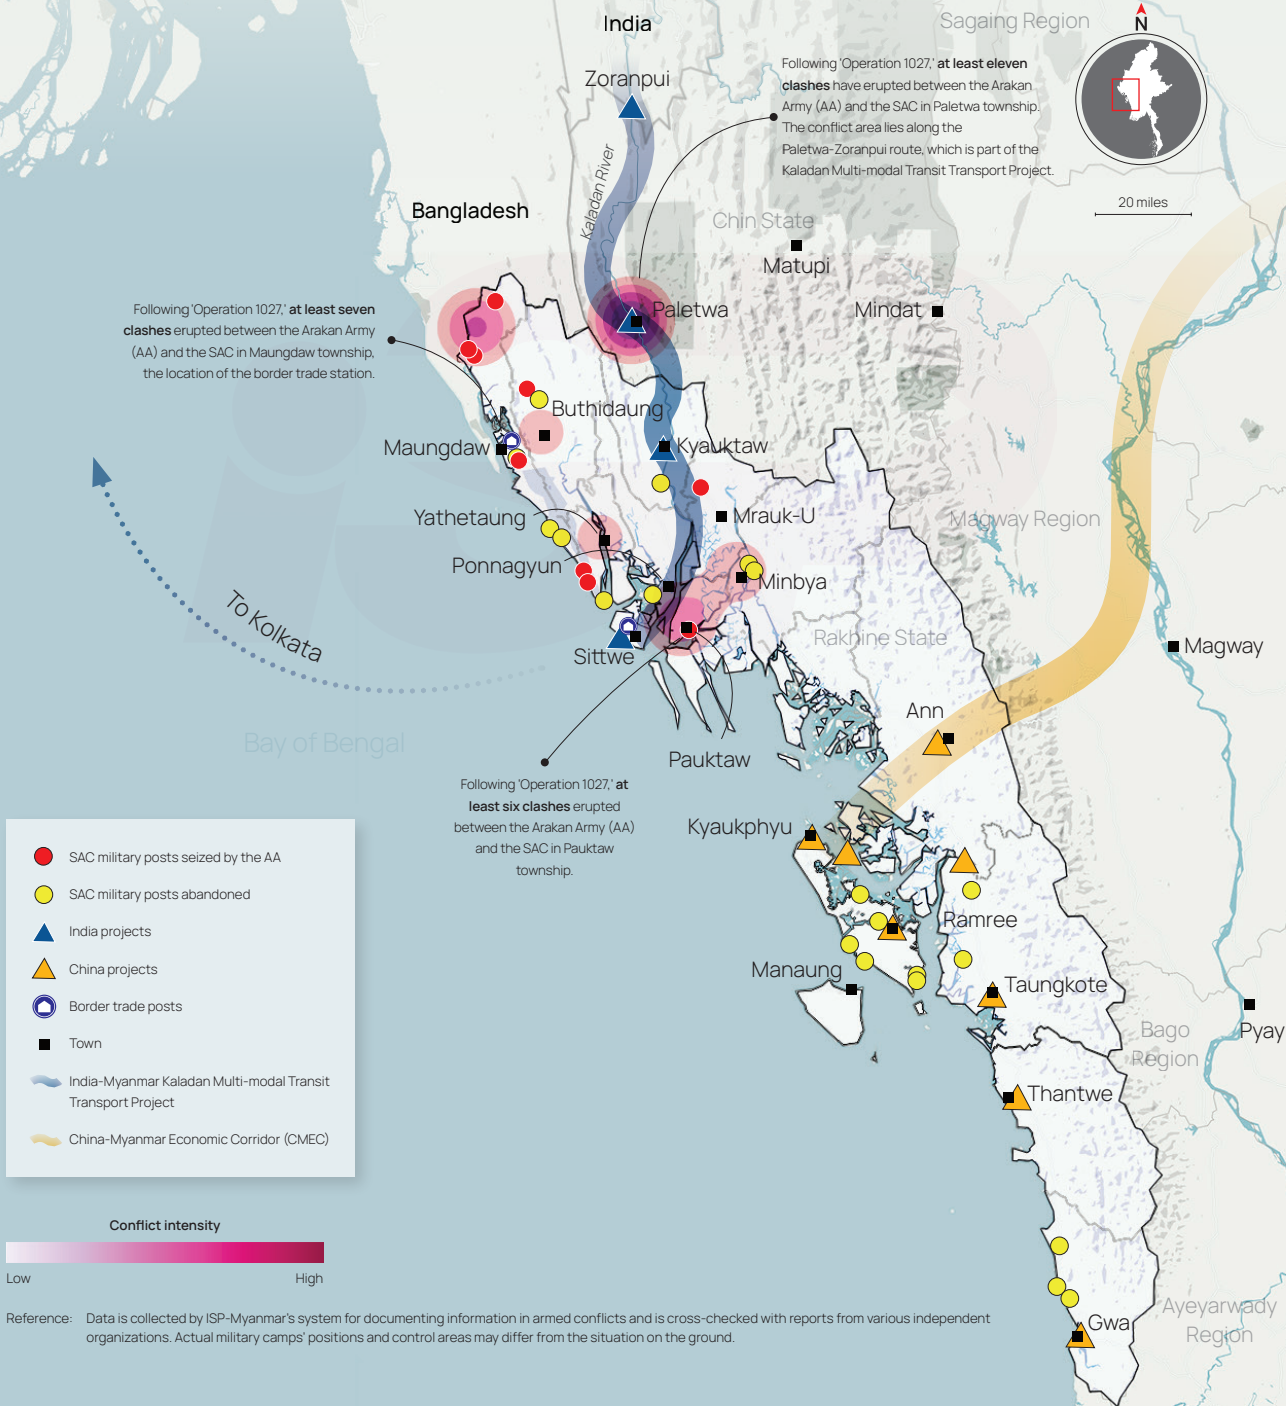 India
Sagaing Region
N
Zoranpui
Following 'Operation 1027,' at least eleven
clashes have erupted between the Arakan
Army (AA) and the SAC in Paletwa township.
The conflict area lies along the
Paletwa-Zoranpui route, which is part of the
Kaladan Multi-modal Transit Transport Project.
20 miles
Kaladan River
Bangladesh
Chin State
Matupi
Paletwa
Mindat
Following 'Operation 1027,' at least seven
clashes erupted between the Arakan Army
(AA) and the SAC in Maungdaw township,
the location of the border trade station.
Buthidaung
Maungdaw
Kyauktaw
Yathetaung
Mrauk-U
Magway Region
Ponnagyun
Minbya
To Kolkata
Rakhine State
Magway
Sittwe
Ann
Bay of Bengal
Pauktaw
Following 'Operation 1027,' at
least six clashes erupted
between the Arakan Army (AA)
and the SAC in Pauktaw
township.
Kyaukphyu
Ramree
Manaung
Taungkote
Bago
Region
Pyay
Thantwe
Ayeyarwady
Region
Gwa
SAC military posts seized by the AA
SAC military posts abandoned
India projects
China projects
Border trade posts
Town
India-Myanmar Kaladan Multi-modal Transit
Transport Project
China-Myanmar Economic Corridor (CMEC)
Conflict intensity
Low High
Reference: Data is collected by ISP-Myanmar's system for documenting information in armed conflicts and is cross-checked with reports from various independent
organizations. Actual military camps' positions and control areas may differ from the situation on the ground.